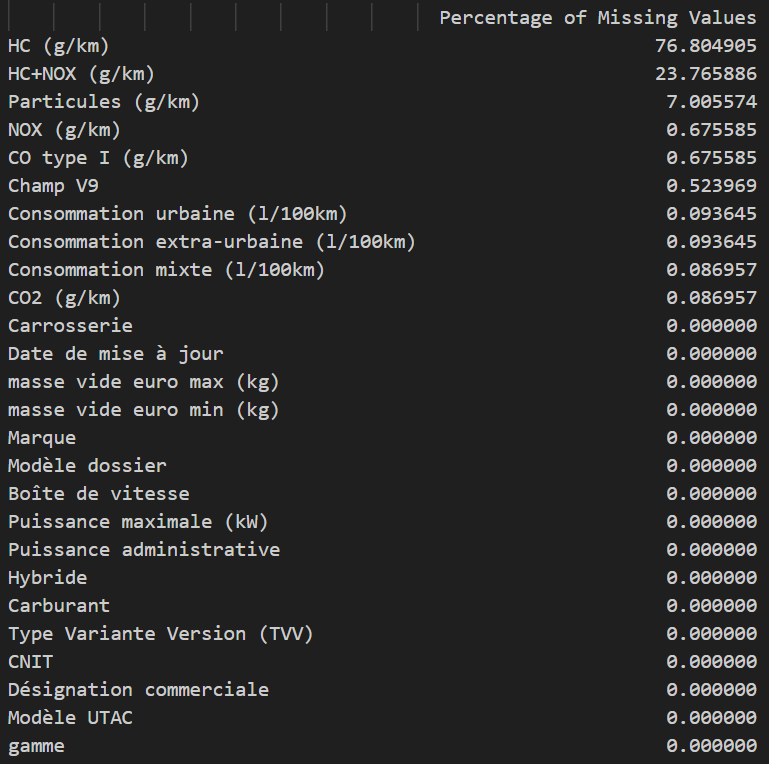 Percentage of Missing Values
HC (g/km) 76.804905
HC+NOX (g/km) 23.765886
Particules (g/km) 7.005574
NOX (g/km) 0.675585
CO type I (g/km) 0.675585
Champ V9 0.523969
Consommation urbaine (l/100km) 0.093645
Consommation extra-urbaine (l/100km) 0.093645
Consommation mixte (l/100km) 0.086957
CO2 (g/km) 0.086957
Carrosserie 0.000000
Date de mise à jour 0.000000
masse vide euro max (kg) 0.000000
masse vide euro min (kg) 0.000000
Marque 0.000000
Modèle dossier 0.000000
Boîte de vitesse 0.000000
Puissance maximale (kW) 0.000000
Puissance administrative 0.000000
Hybride 0.000000
Carburant 0.000000
Type Variante Version (TVV) 0.000000
CNIT 0.000000
Désignation commerciale 0.000000
Modèle UTAC 0.000000
gamme 0.000000